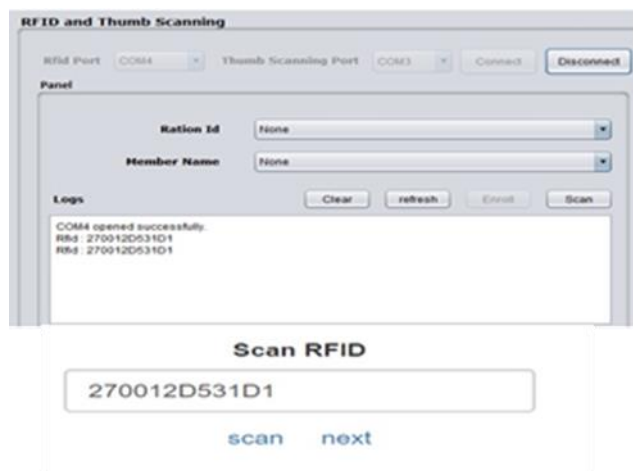 RFID and Thumb Scanning
Rfid Port COM4 Thumb Scanning Port COM3 Connect Disconnect
Panel
Ration Id None
Member Name None
Logs Clear refresh Enroll Scan
COM4 opened successfully.
Rfid : 270012D531D1
Rfid : 270012D531D1
Scan RFID
270012D531D1
scan next